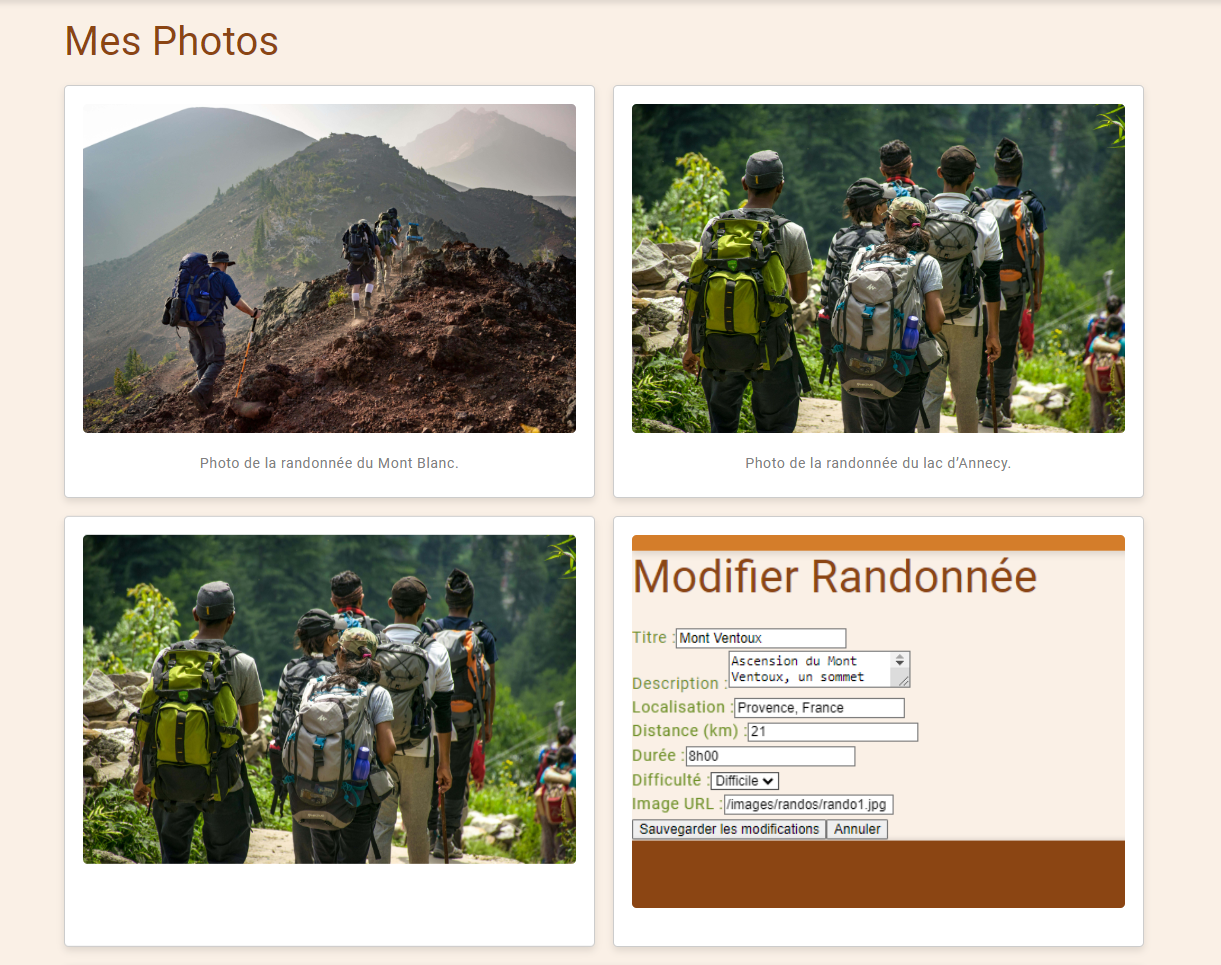 Mes Photos
Photo de la randonnée du Mont Blanc.
Photo de la randonnée du lac d'Annecy.
Modifier Randonnée
Titre : Mont Ventoux
Description : Ascension du Mont
Ventoux, un sommet
Localisation : Provence, France
Distance (km) : 21
Durée : 8h00
Difficulté : Difficile
Image URL : /images/randos/rando1.jpg
Sauvegarder les modifications Annuler